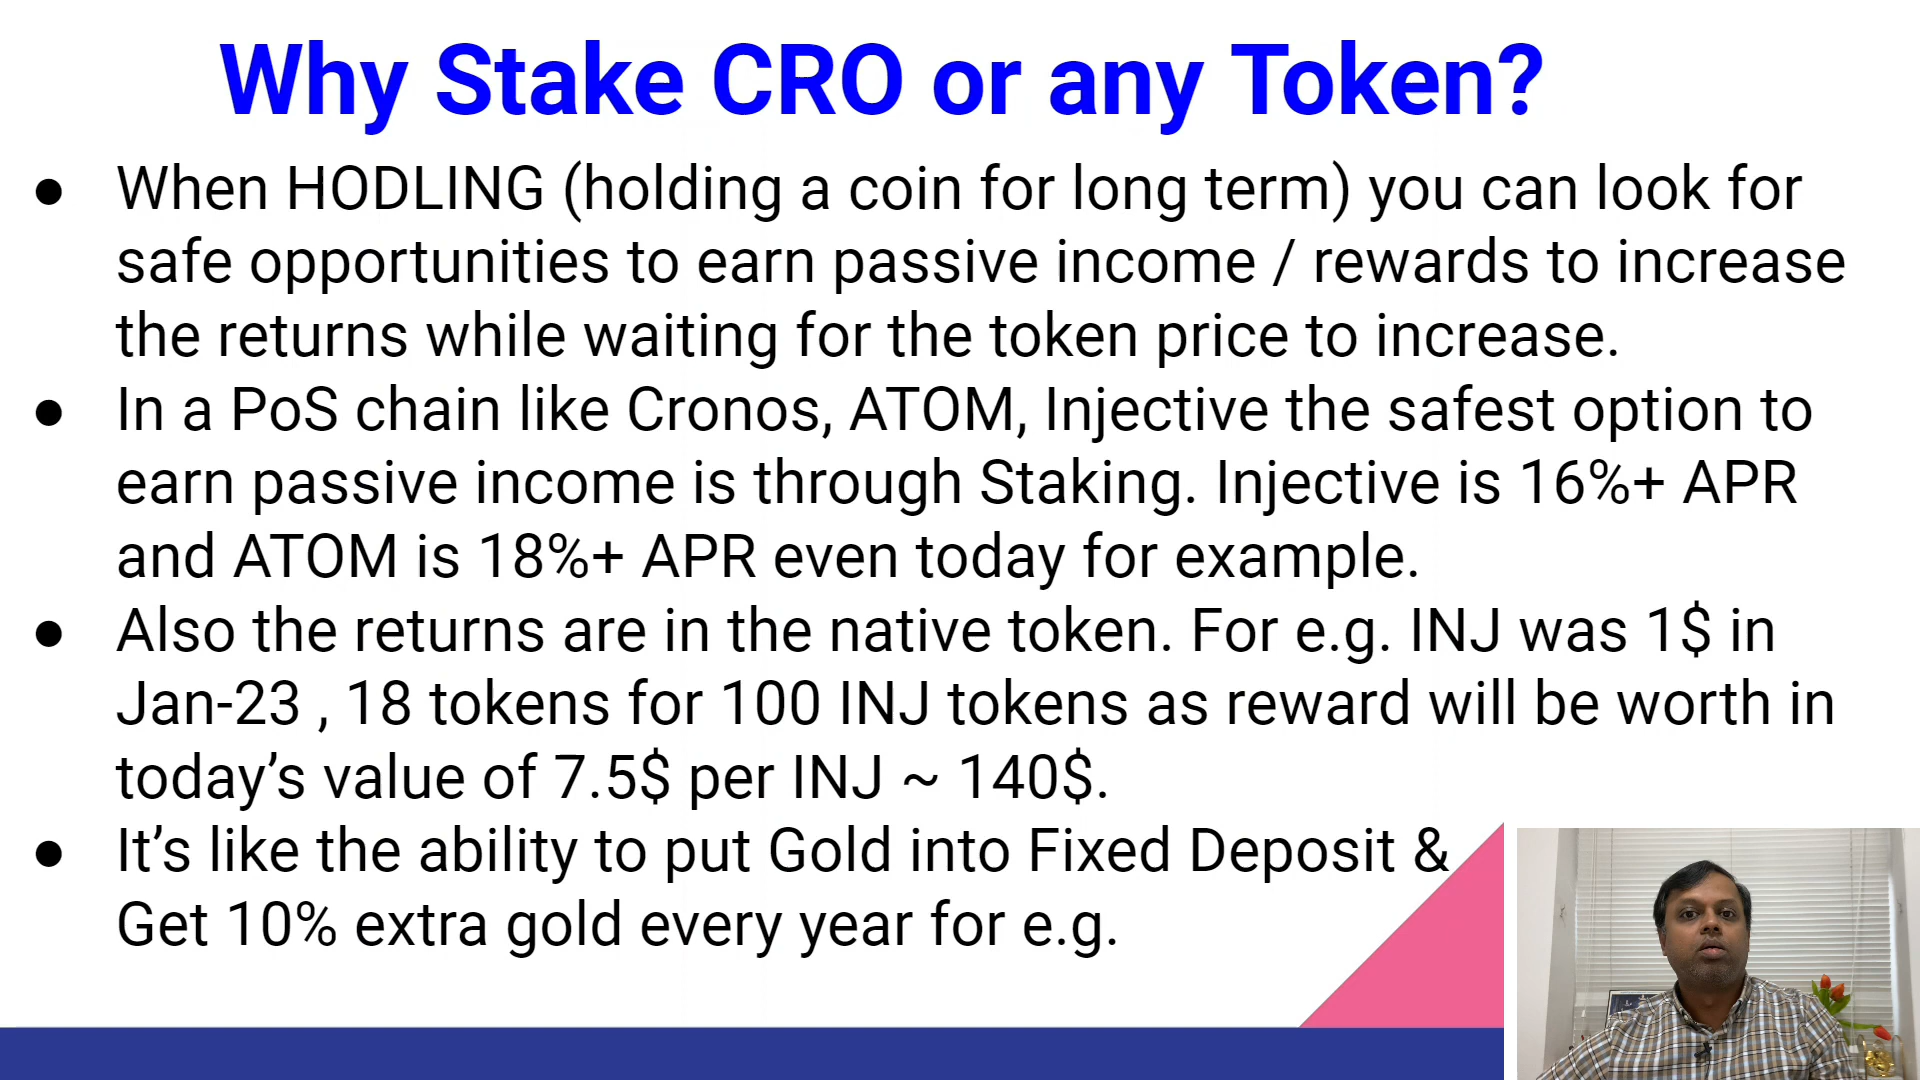 Why Stake CRO or any Token?
● When HODLING (holding a coin for long term) you can look for
safe opportunities to earn passive income / rewards to increase
the returns while waiting for the token price to increase.
● In a PoS chain like Cronos, ATOM, Injective the safest option to
earn passive income is through Staking. Injective is 16%+ APR
and ATOM is 18%+ APR even today for example.
● Also the returns are in the native token. For e.g. INJ was 1$ in
Jan-23 , 18 tokens for 100 INJ tokens as reward will be worth in
today’s value of 7.5$ per INJ ~ 140$.
● It’s like the ability to put Gold into Fixed Deposit &
Get 10% extra gold every year for e.g.